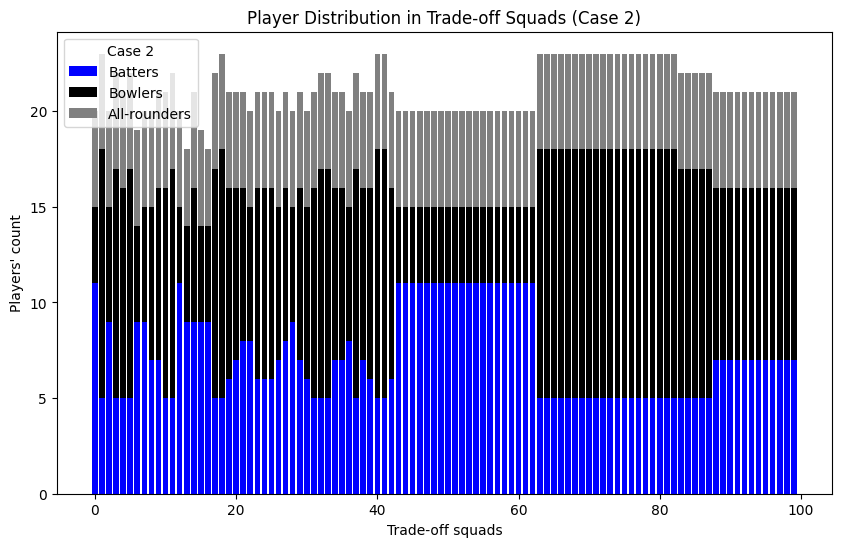 Player Distribution in Trade-off Squads (Case 2)
Case 2
Batters
Bowlers
All-rounders
Players' count
20
15
10
5
0
0 20 40 60 80 100
Trade-off squads